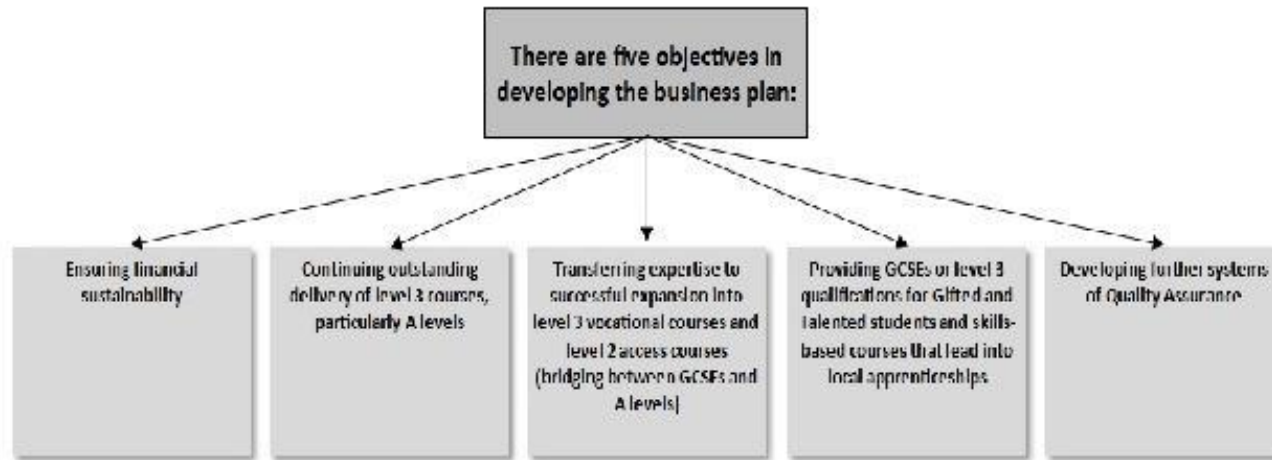 There are five objectives in
developing the business plan:
Ensuring financial
sustainability
Continuing outstanding
delivery of level 3 courses,
particularly A levels
Transferring expertise to
successful expansion into
level 3 vocational courses and
level 2 access courses
(bridging between GCSEs and
A levels)
Providing GCSEs or level 3
qualifications for Gifted and
Talented students and skills-
based courses that lead into
local apprenticeships
Developing further systems
of Quality Assurance